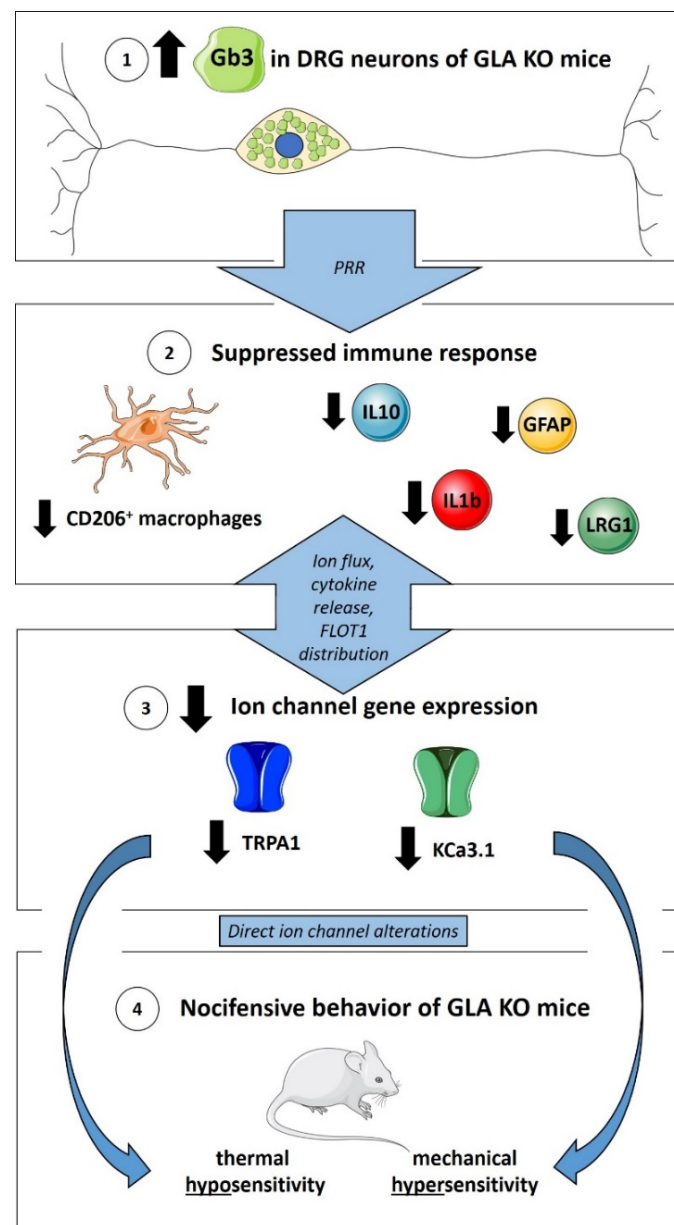 1 Gb3 in DRG neurons of GLA KO mice
PRR
2 Suppressed immune response
IL10
GFAP
IL1b
LRG1
CD206⁺ macrophages
Ion flux,
cytokine
release,
FLOT1
distribution
3 Ion channel gene expression
TRPA1
KCa3.1
Direct ion channel alterations
4 Nocifensive behavior of GLA KO mice
thermal
hyposensitivity
mechanical
hypersensitivity